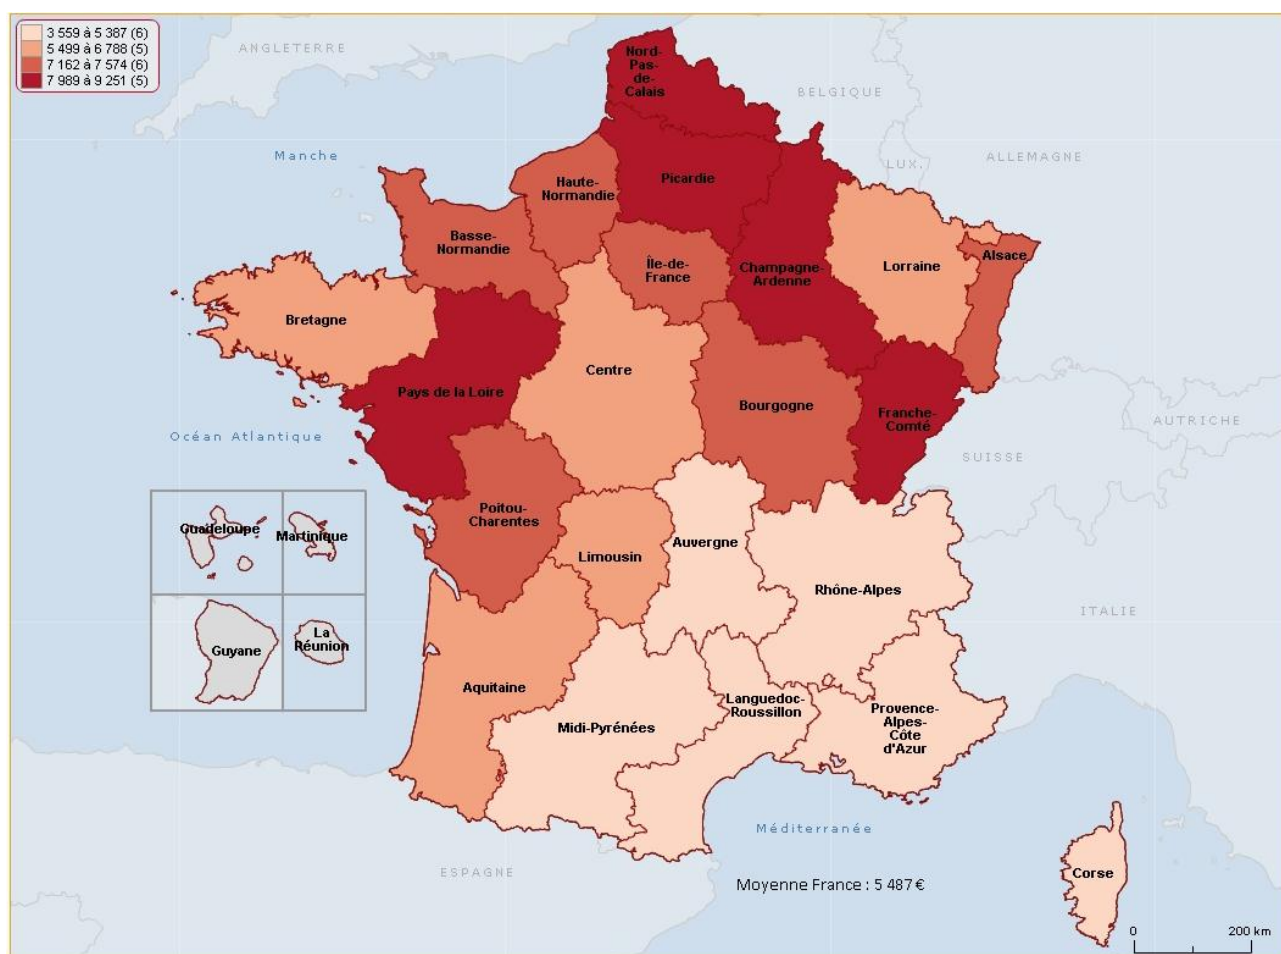 3 559 à 5 387 (6)
5 499 à 6 788 (5)
7 162 à 7 574 (6)
7 989 à 9 251 (5)
ANGLETERRE
Nord-
Pas-
de-
Calais
BELGIQUE
Manche
LUX.
ALLEMAGNE
Haute-
Normandie
Picardie
Basse-
Normandie
Île-de-
France
Champagne-
Ardenne
Lorraine
Alsace
Bretagne
Centre
Pays de la Loire
Bourgogne
Franche-
Comté
AUTRICHE
Océan Atlantique
SUISSE
Poitou-
Charentes
Guadeloupe
Martinique
Limousin
Auvergne
Rhône-Alpes
ITALIE
Guyane
La
Réunion
Aquitaine
Midi-Pyrénées
Languedoc-
Roussillon
Provence-
Alpes-
Côte
d'Azur
Méditerranée
ESPAGNE
Moyenne France : 5 487 €
Corse
0 200 km